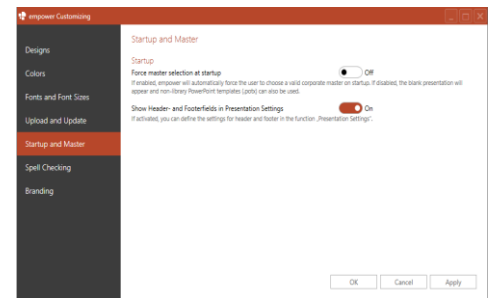 empower Customizing
Designs
Colors
Fonts and Font Sizes
Upload and Update
Startup and Master
Spell Checking
Branding
Startup and Master
Startup
Force master selection at startup
Off
If enabled, empower will automatically force the user to choose a valid corporate master on startup. If disabled, the blank presentation will
appear and non-library PowerPoint templates (.potx) can also be used.
Show Header- and Footerfields in Presentation Settings
On
If activated, you can define the settings for header and footer in the function „Presentation Settings“.
OK
Cancel
Apply